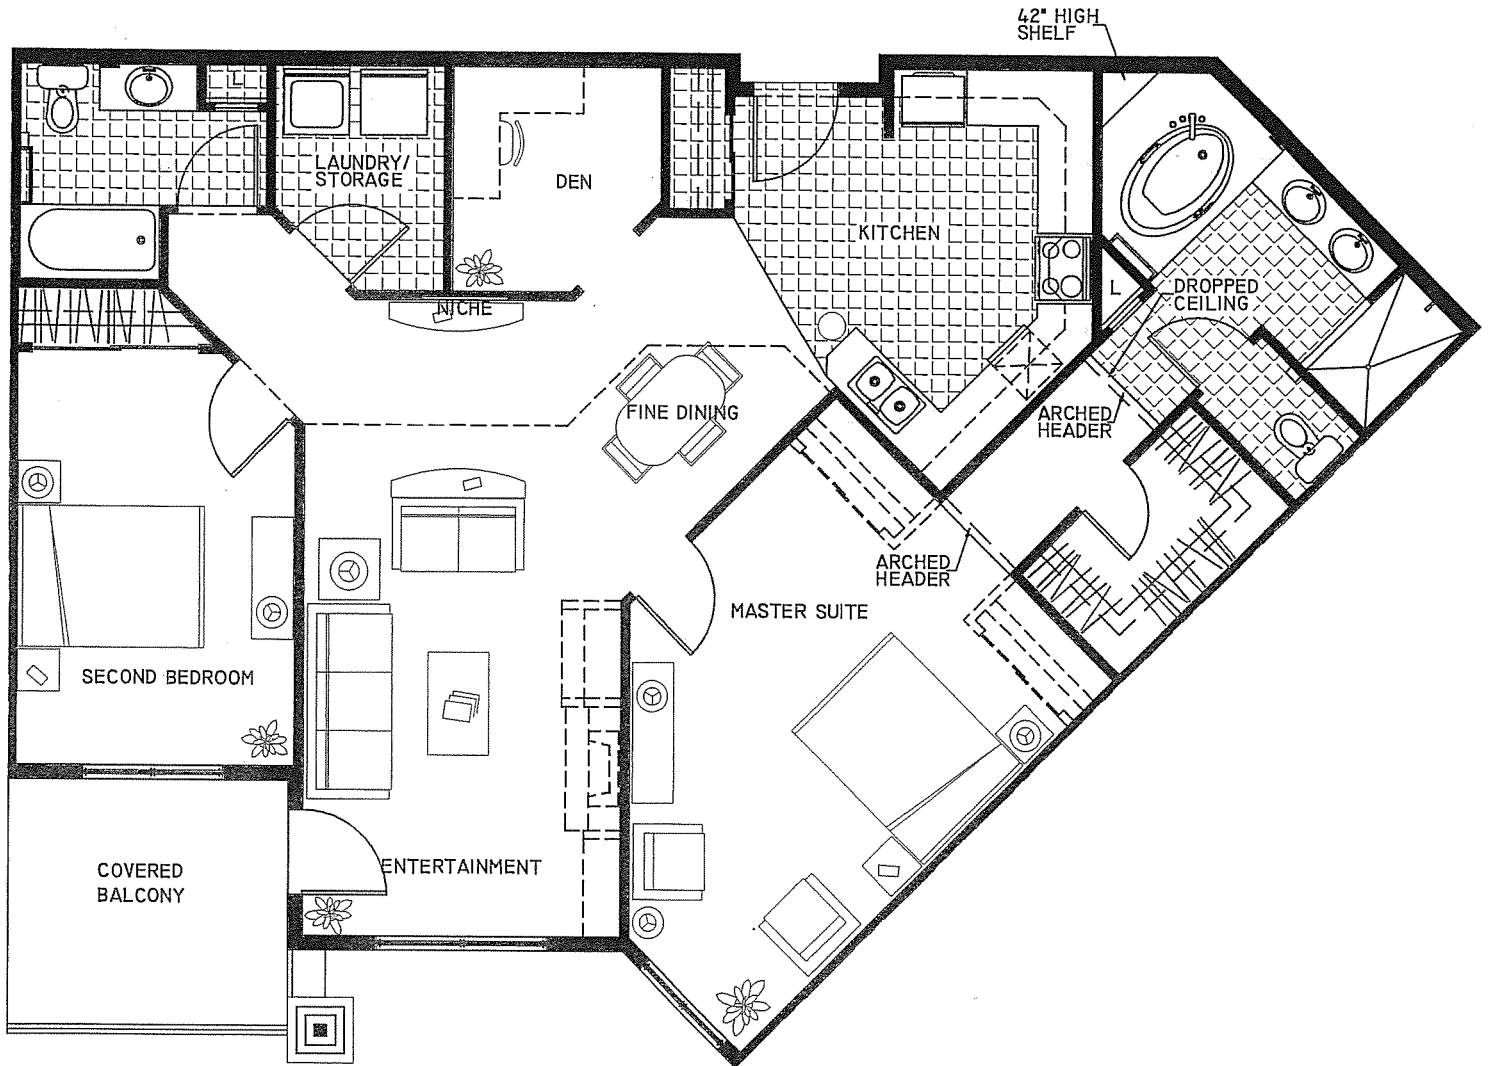 42" HIGH
SHELF
LAUNDRY/
STORAGE
DEN
KITCHEN
L
L
DROPPED
CEILING
NICHE
FINE DINING
ARCHED
HEADER
ARCHED
HEADER
MASTER SUITE
SECOND BEDROOM
ENTERTAINMENT
COVERED
BALCONY